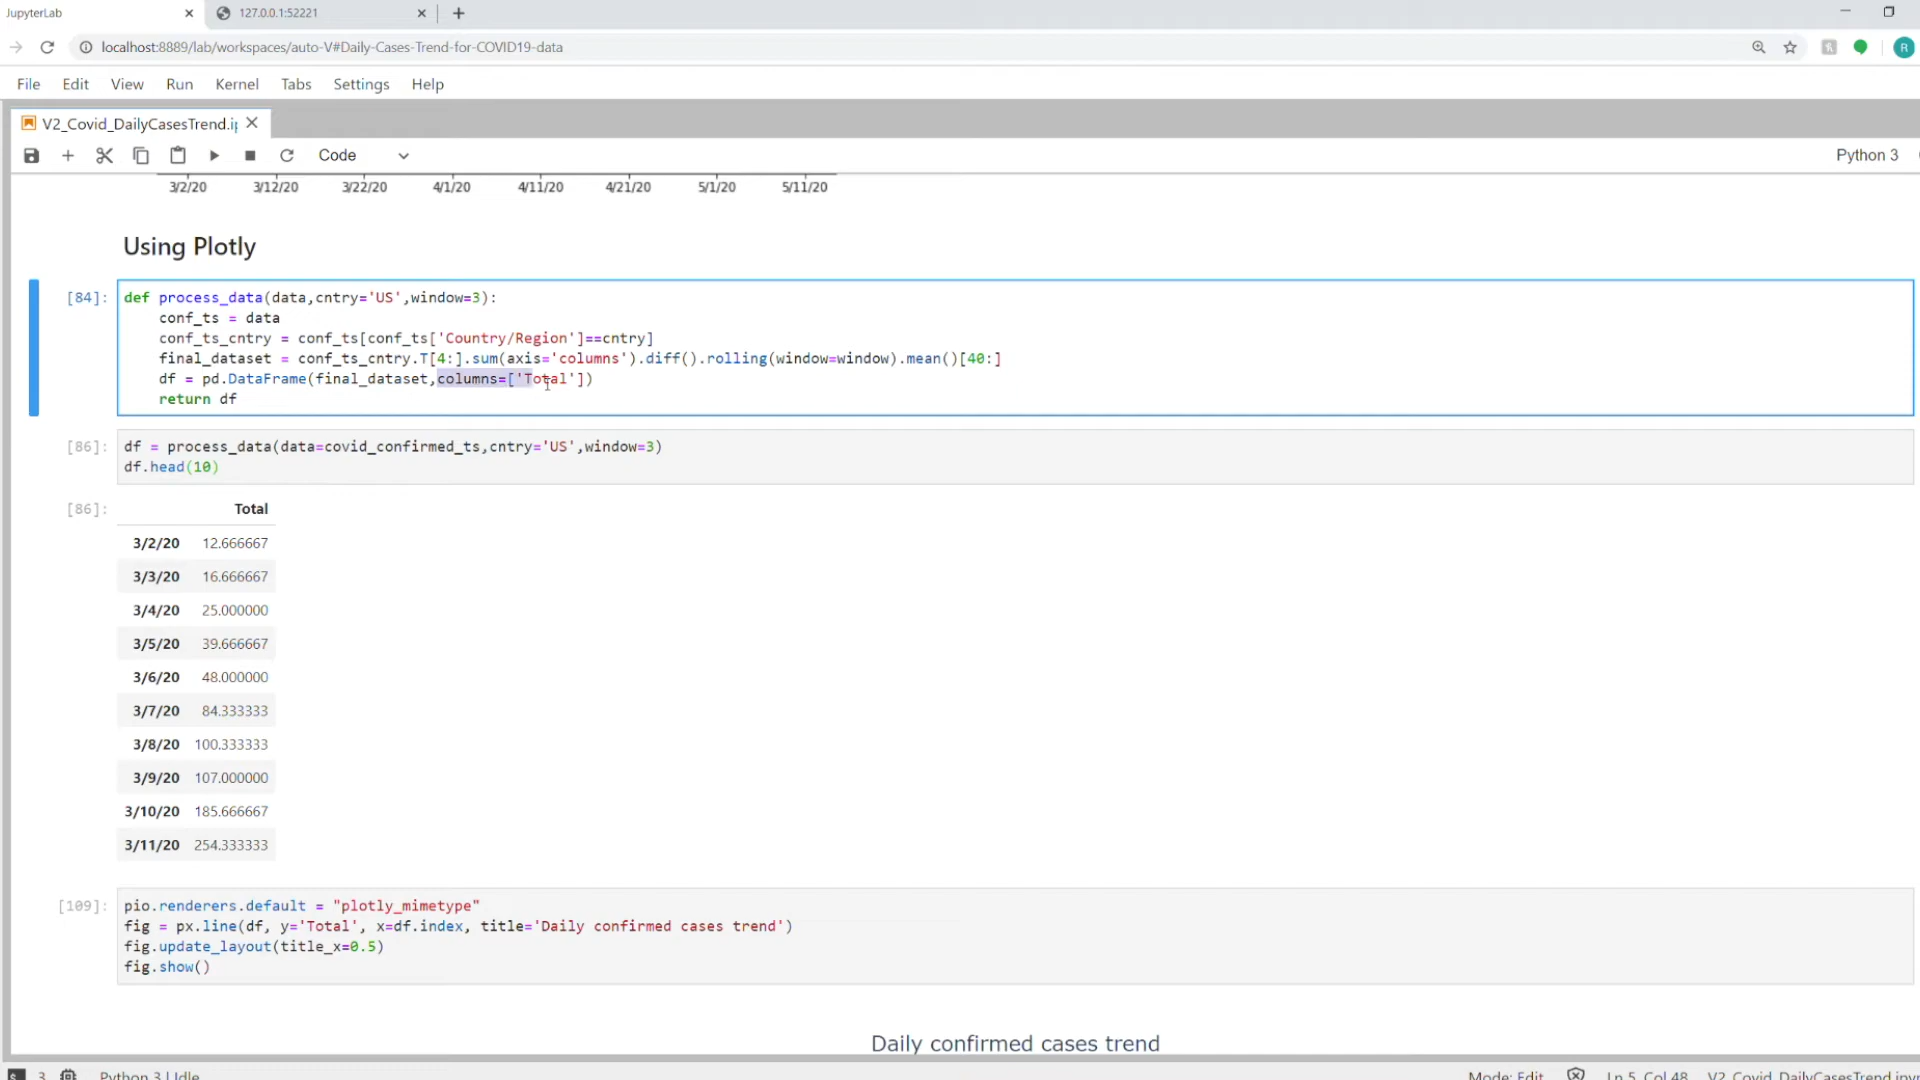 JupyterLab
127.0.0.1:52221
localhost:8889/lab/workspaces/auto-V#Daily-Cases-Trend-for-COVID19-data
R
File Edit View Run Kernel Tabs Settings Help
V2_Covid_DailyCasesTrend.ip
Code
Python 3
3/2/20 3/12/20 3/22/20 4/1/20 4/11/20 4/21/20 5/1/20 5/11/20
Using Plotly
[84]:
def process_data(data,cntry='US',window=3):
conf_ts = data
conf_ts_cntry = conf_ts[conf_ts['Country/Region']==cntry]
final_dataset = conf_ts_cntry.T[4:].sum(axis='columns').diff().rolling(window=window).mean()[40:]
df = pd.DataFrame(final_dataset,columns=['Total'])
return df
[86]:
df = process_data(data=covid_confirmed_ts,cntry='US',window=3)
df.head(10)
[86]:
Total
3/2/20 12.666667
3/3/20 16.666667
3/4/20 25.000000
3/5/20 39.666667
3/6/20 48.000000
3/7/20 84.333333
3/8/20 100.333333
3/9/20 107.000000
3/10/20 185.666667
3/11/20 254.333333
[109]:
pio.renderers.default = "plotly_mimetype"
fig = px.line(df, y='Total', x=df.index, title='Daily confirmed cases trend')
fig.update_layout(title_x=0.5)
fig.show()
Daily confirmed cases trend
3 Python 3 | Idle Mode: Edit Ln 5, Col 48 V2_Covid_DailyCasesTrend.ipyn